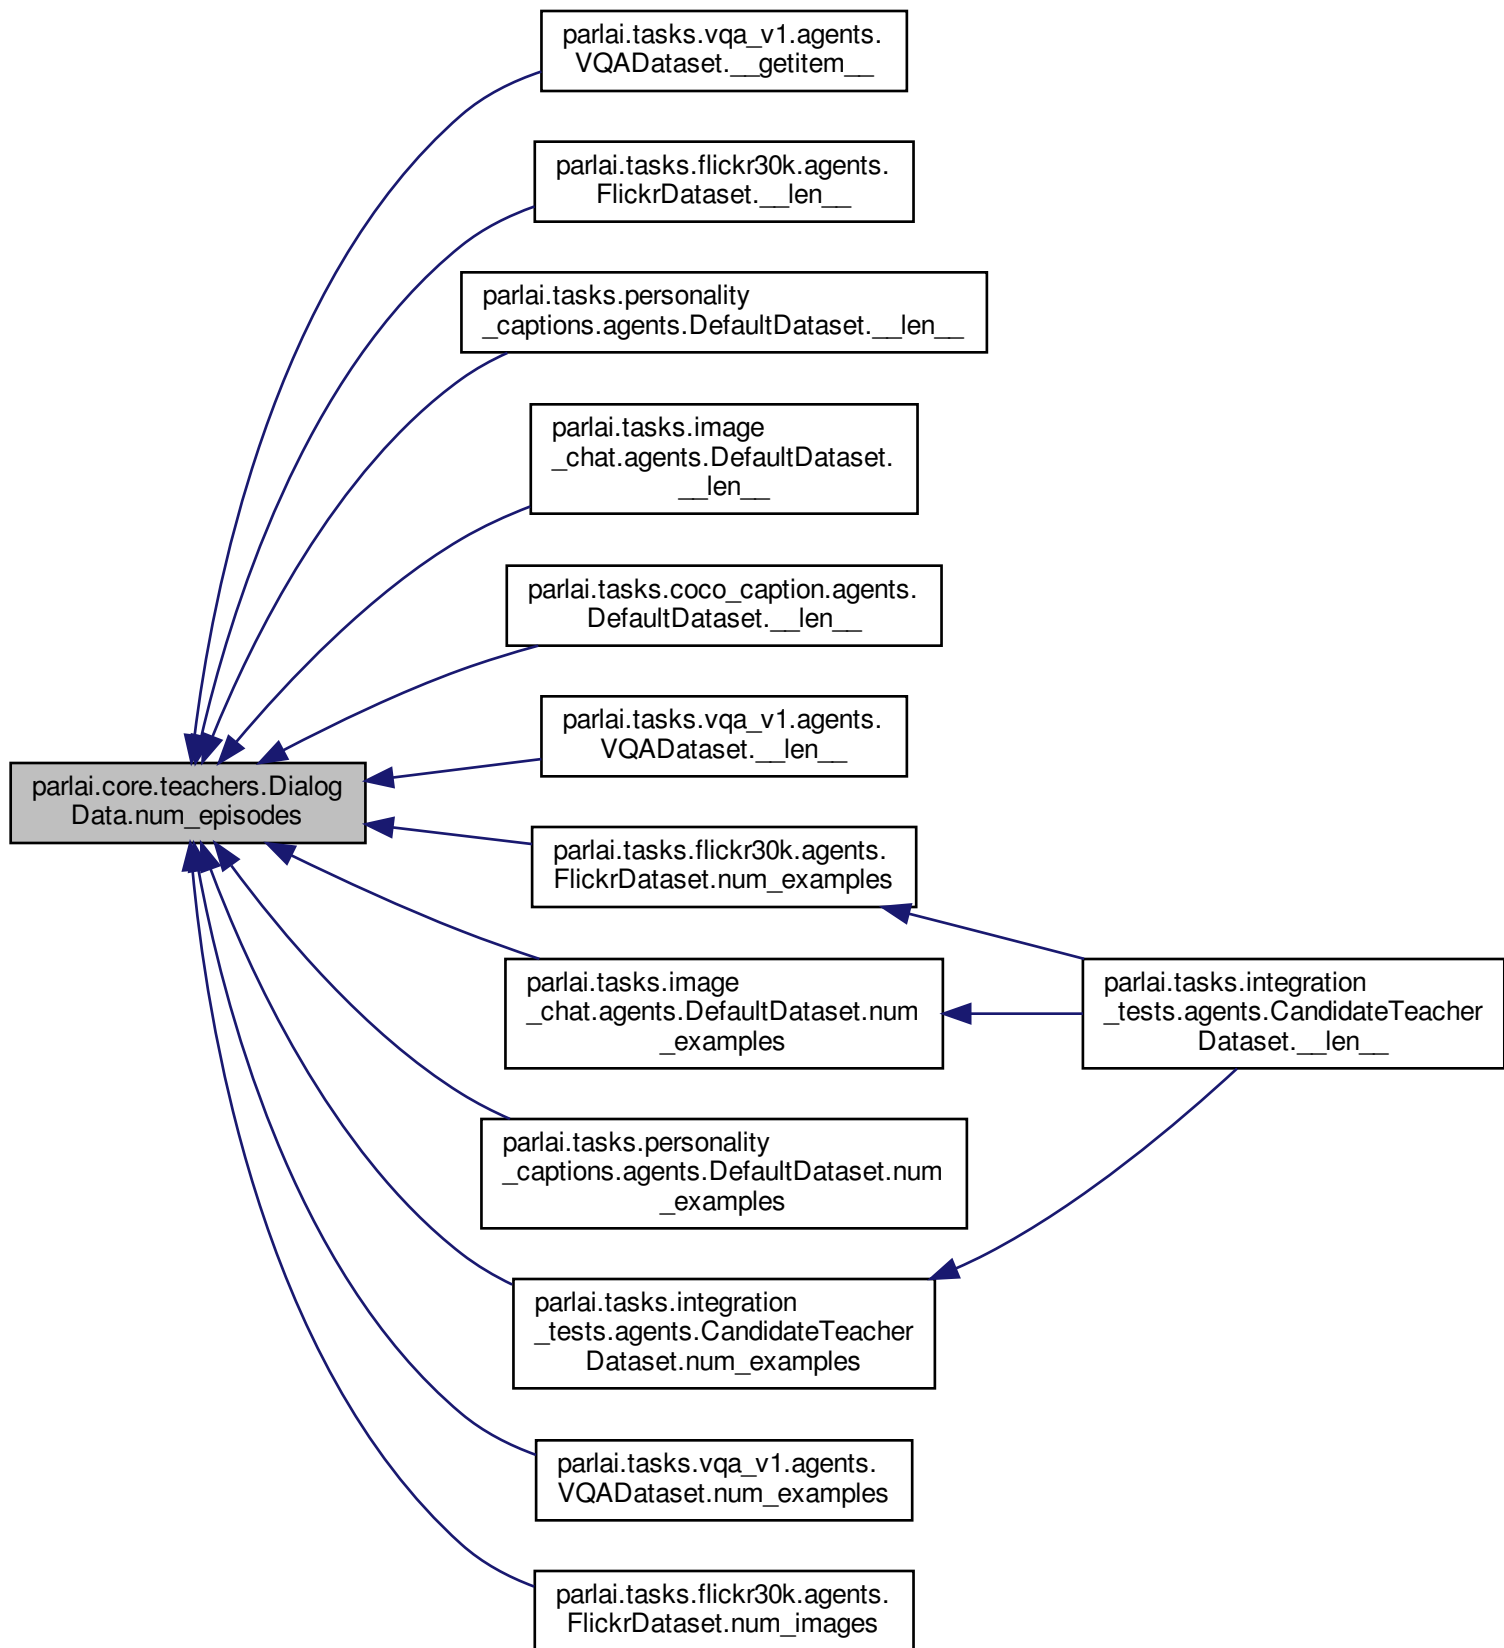 parlai.tasks.vqa_v1.agents.
VQADataset.__getitem__
parlai.tasks.flickr30k.agents.
FlickrDataset.__len__
parlai.tasks.personality
_captions.agents.DefaultDataset.__len__
parlai.tasks.image
_chat.agents.DefaultDataset.
__len__
parlai.tasks.coco_caption.agents.
DefaultDataset.__len__
parlai.tasks.vqa_v1.agents.
VQADataset.__len__
parlai.core.teachers.Dialog
Data.num_episodes
parlai.tasks.flickr30k.agents.
FlickrDataset.num_examples
parlai.tasks.image
_chat.agents.DefaultDataset.num
_examples
parlai.tasks.integration
_tests.agents.CandidateTeacher
Dataset.__len__
parlai.tasks.personality
_captions.agents.DefaultDataset.num
_examples
parlai.tasks.integration
_tests.agents.CandidateTeacher
Dataset.num_examples
parlai.tasks.vqa_v1.agents.
VQADataset.num_examples
parlai.tasks.flickr30k.agents.
FlickrDataset.num_images